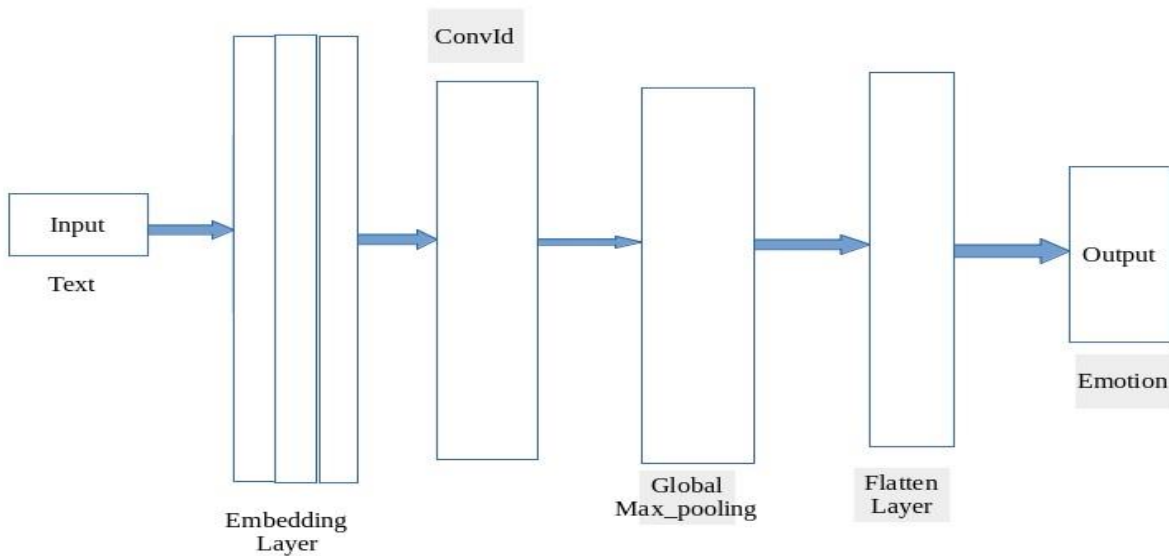 ConvId
Input
Text
Embedding
Layer
Global
Max_pooling
Flatten
Layer
Output
Emotion